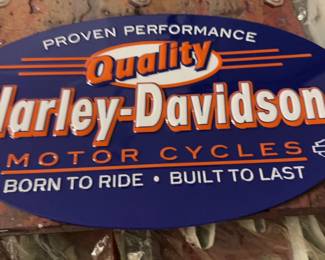 PROVEN PERFORMANCE
Quality
Harley-Davidson
MOTOR CYCLES
BORN TO RIDE • BUILT TO LAST